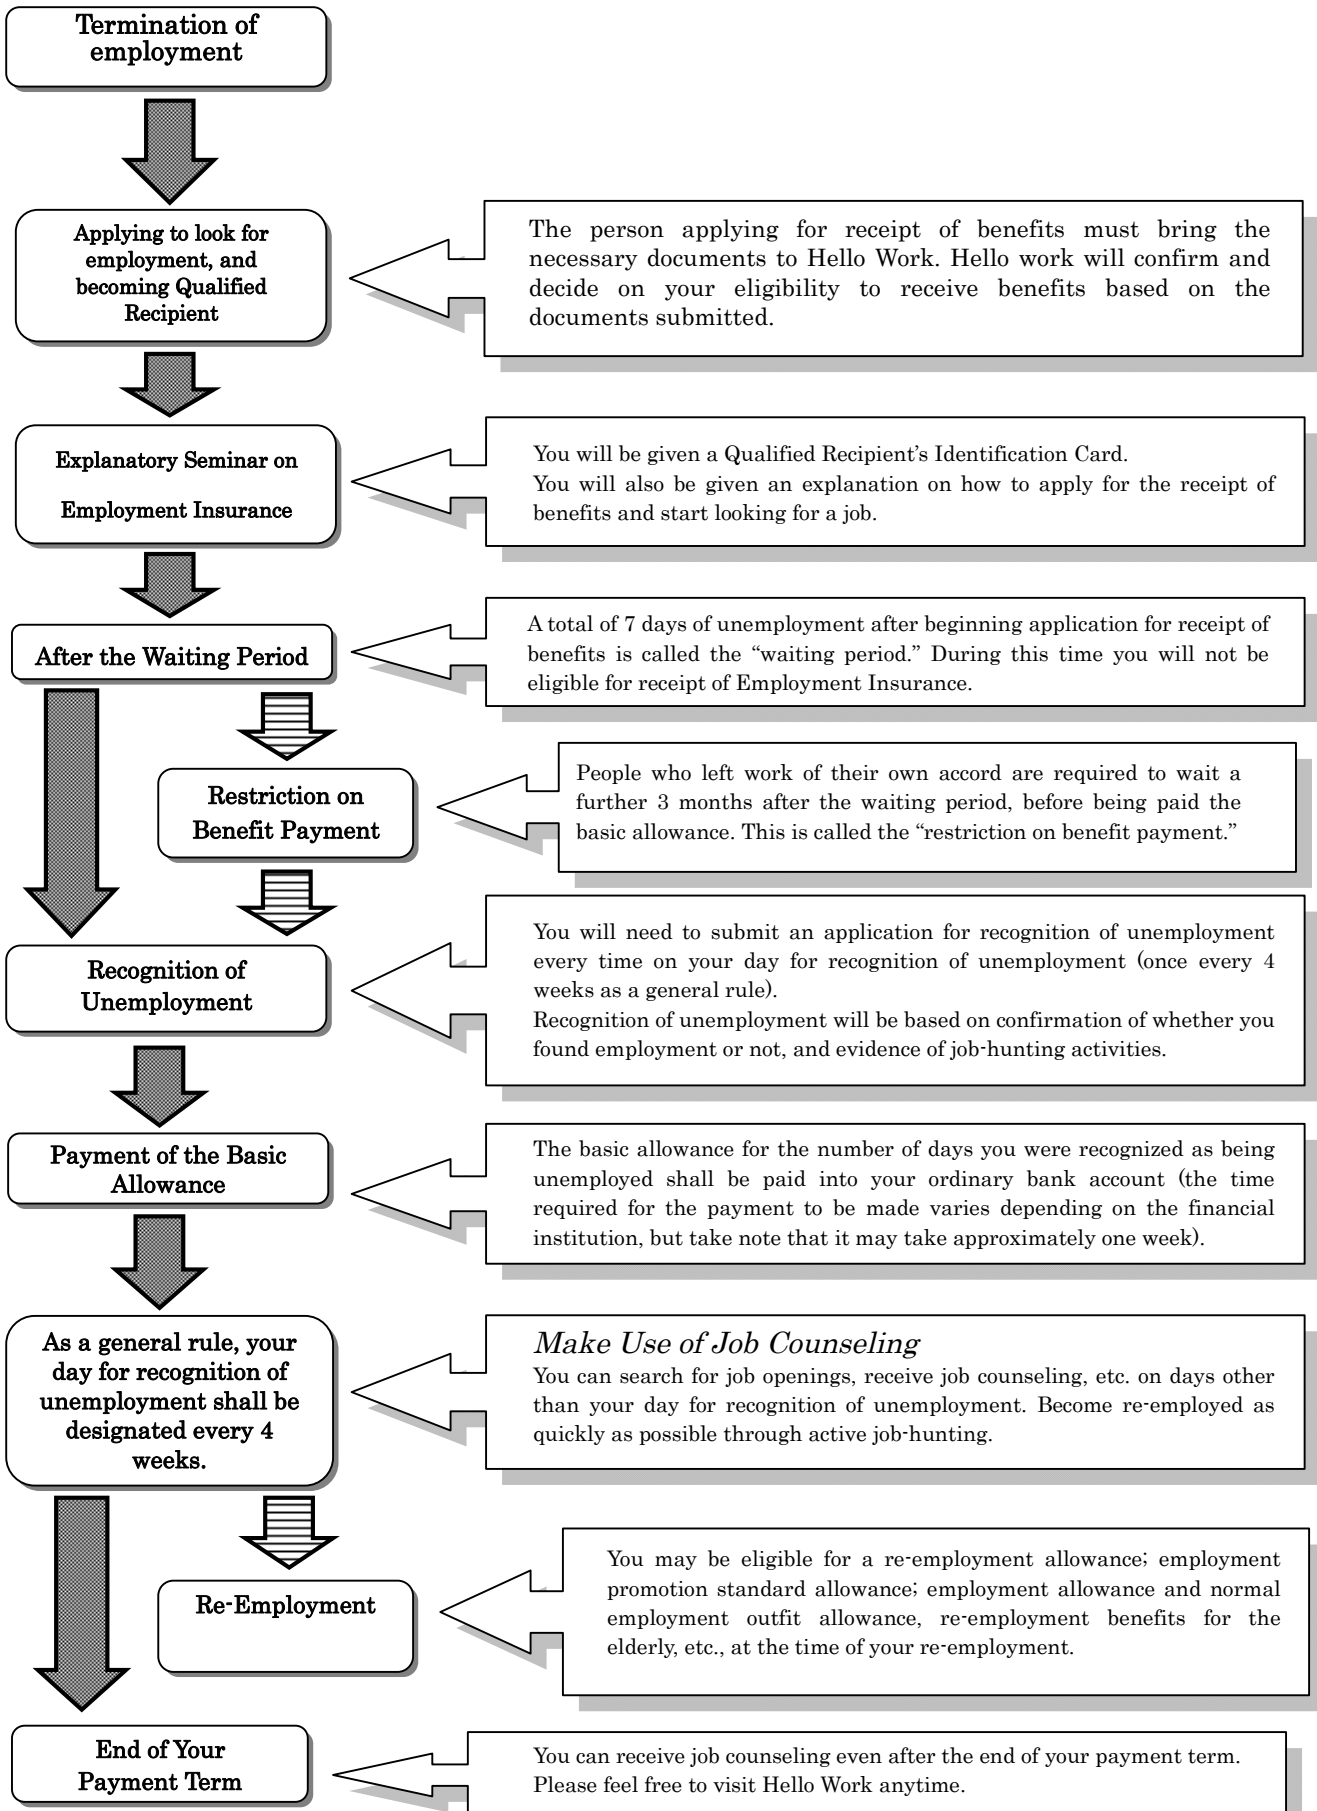 Termination of
employment
Applying to look for
employment, and
becoming Qualified
Recipient
The person applying for receipt of benefits must bring the
necessary documents to Hello Work. Hello work will confirm and
decide on your eligibility to receive benefits based on the
documents submitted.
Explanatory Seminar on
Employment Insurance
You will be given a Qualified Recipient's Identification Card.
You will also be given an explanation on how to apply for the receipt of
benefits and start looking for a job.
After the Waiting Period
A total of 7 days of unemployment after beginning application for receipt of
benefits is called the “waiting period.” During this time you will not be
eligible for receipt of Employment Insurance.
Restriction on
Benefit Payment
People who left work of their own accord are required to wait a
further 3 months after the waiting period, before being paid the
basic allowance. This is called the “restriction on benefit payment.”
Recognition of
Unemployment
You will need to submit an application for recognition of unemployment
every time on your day for recognition of unemployment (once every 4
weeks as a general rule).
Recognition of unemployment will be based on confirmation of whether you
found employment or not, and evidence of job-hunting activities.
Payment of the Basic
Allowance
The basic allowance for the number of days you were recognized as being
unemployed shall be paid into your ordinary bank account (the time
required for the payment to be made varies depending on the financial
institution, but take note that it may take approximately one week).
As a general rule, your
day for recognition of
unemployment shall be
designated every 4
weeks.
Make Use of Job Counseling
You can search for job openings, receive job counseling, etc. on days other
than your day for recognition of unemployment. Become re-employed as
quickly as possible through active job-hunting.
Re-Employment
You may be eligible for a re-employment allowance; employment
promotion standard allowance; employment allowance and normal
employment outfit allowance, re-employment benefits for the
elderly, etc., at the time of your re-employment.
End of Your
Payment Term
You can receive job counseling even after the end of your payment term.
Please feel free to visit Hello Work anytime.